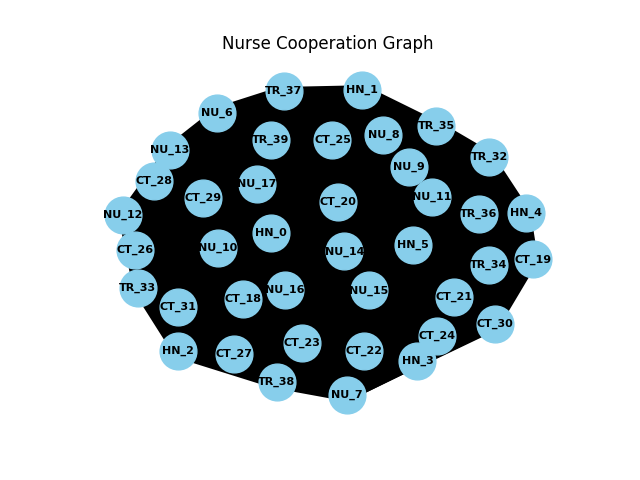 Nurse Cooperation Graph
TR_37
HN_1
NU_6
TR_35
NU_8
TR_39
CT_25
NU_13
TR_32
NU_9
CT_28
NU_17
CT_29
NU_11
CT_20
NU_12
TR_36
HN_4
HN_0
HN_5
NU_10
CT_26
NU_14
CT_19
TR_34
TR_33
NU_16
NU_15
CT_18
CT_21
CT_31
CT_30
CT_24
CT_23
HN_2
CT_22
CT_27
HN_3
TR_38
NU_7